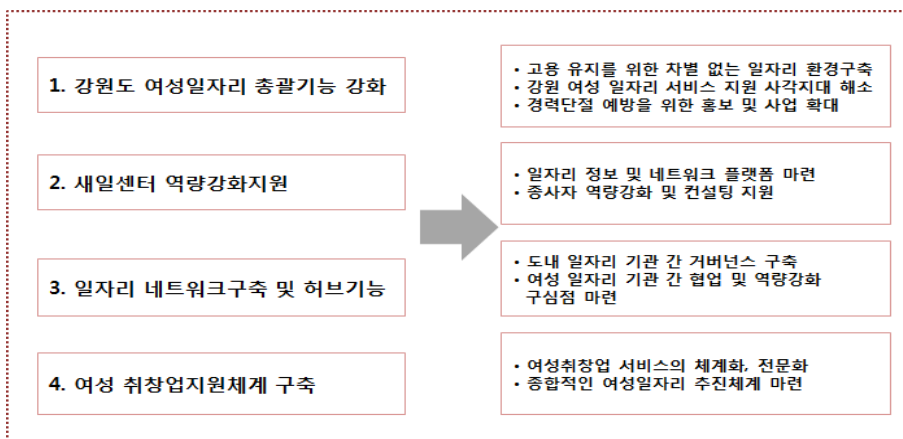 1. 강원도 여성일자리 총괄기능 강화
• 고용 유지를 위한 차별 없는 일자리 환경구축
• 강원 여성 일자리 서비스 지원 사각지대 해소
• 경력단절 예방을 위한 홍보 및 사업 확대
2. 새일센터 역량강화지원
• 일자리 정보 및 네트워크 플랫폼 마련
• 종사자 역량강화 및 컨설팅 지원
3. 일자리 네트워크구축 및 허브기능
• 도내 일자리 기관 간 거버넌스 구축
• 여성 일자리 기관 간 협업 및 역량강화
구심점 마련
4. 여성 취창업지원체계 구축
• 여성취창업 서비스의 체계화, 전문화
• 종합적인 여성일자리 추진체계 마련